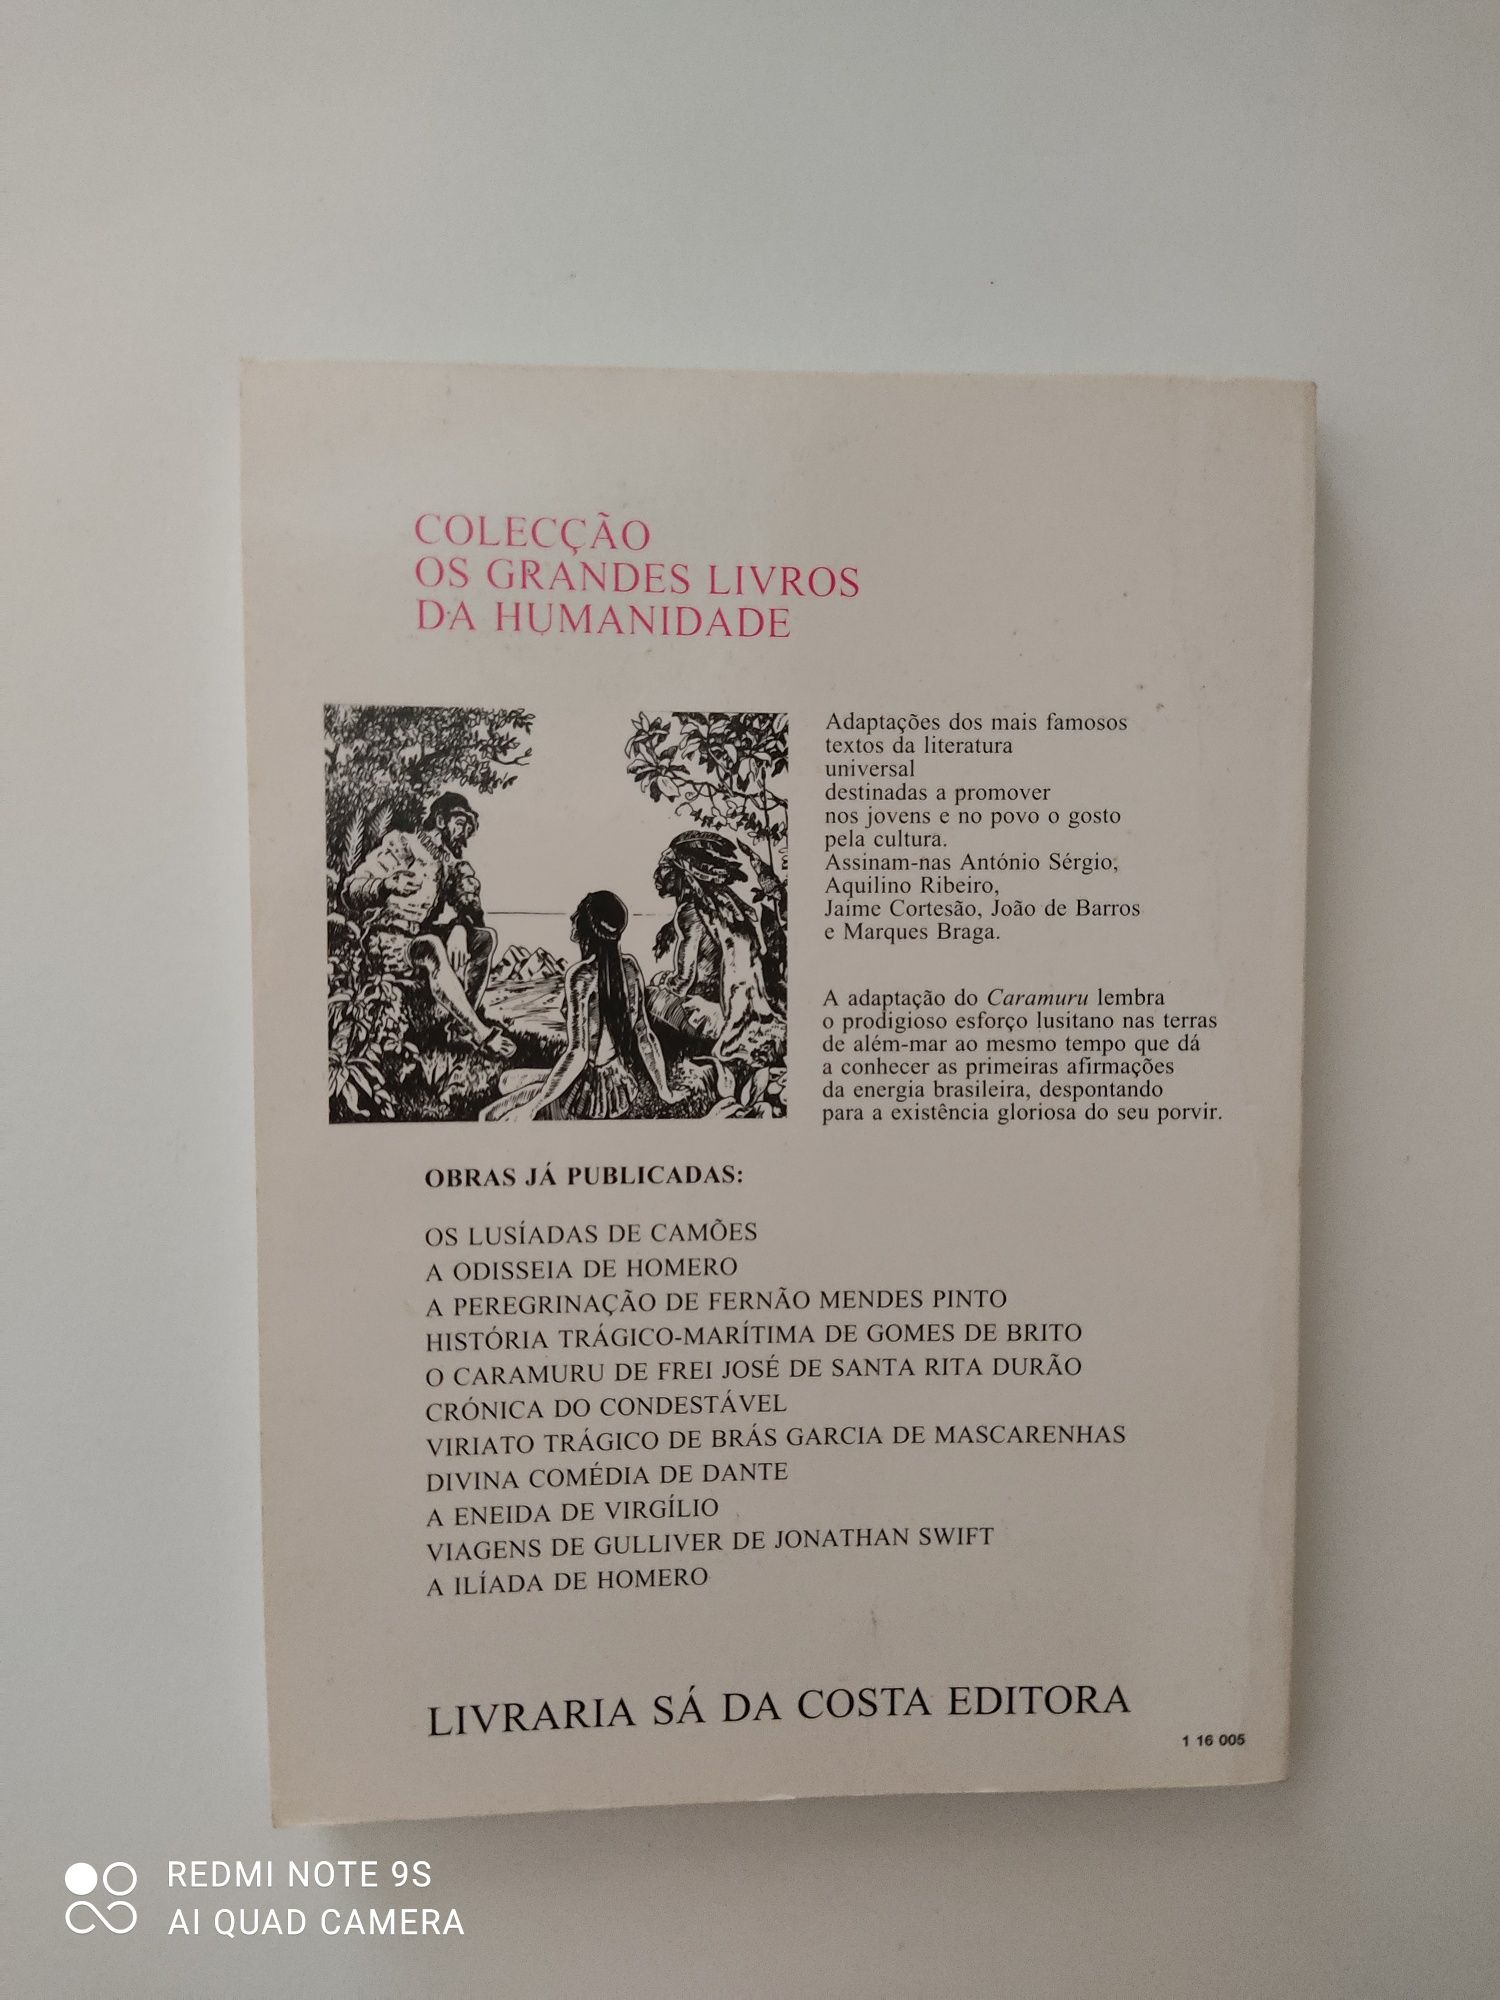 COLECÇÃO
OS GRANDES LIVROS
DA HUMANIDADE
Adaptações dos mais famosos
textos da literatura
universal
destinadas a promover
nos jovens e no povo o gosto
pela cultura.
Assinam-nas António Sérgio,
Aquilino Ribeiro,
Jaime Cortesão, João de Barros
e Marques Braga.
A adaptação do Caramuru lembra
o prodigioso esforço lusitano nas terras
de além-mar ao mesmo tempo que dá
a conhecer as primeiras afirmações
da energia brasileira, despontando
para a existência gloriosa do seu porvir.
OBRAS JÁ PUBLICADAS:
OS LUSÍADAS DE CAMÕES
A ODISSEIA DE HOMERO
A PEREGRINAÇÃO DE FERNÃO MENDES PINTO
HISTÓRIA TRÁGICO-MARÍTIMA DE GOMES DE BRITO
O CARAMURU DE FREI JOSÉ DE SANTA RITA DURÃO
CRÓNICA DO CONDESTÁVEL
VIRIATO TRÁGICO DE BRÁS GARCIA DE MASCARENHAS
DIVINA COMÉDIA DE DANTE
A ENEIDA DE VIRGÍLIO
VIAGENS DE GULLIVER DE JONATHAN SWIFT
A ILÍADA DE HOMERO
LIVRARIA SÁ DA COSTA EDITORA
1 16 005
REDMI NOTE 9S
AI QUAD CAMERA